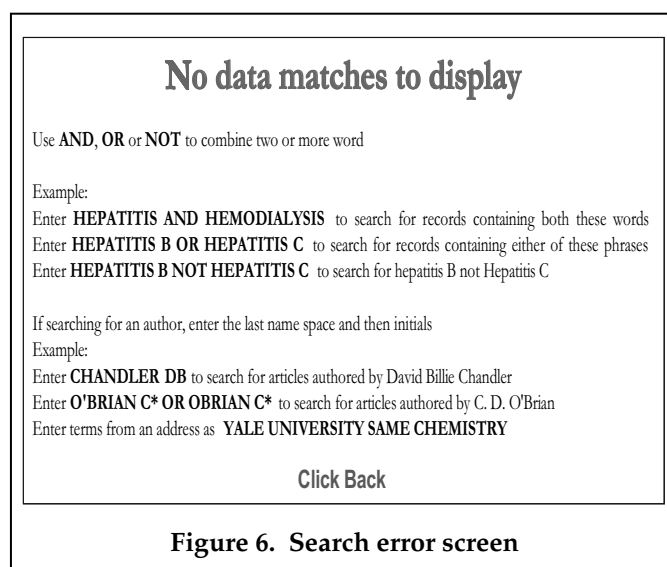 No data matches to display
Use AND, OR or NOT to combine two or more word
Example:
Enter HEPATITIS AND HEMODIALYSIS to search for records containing both these words
Enter HEPATITIS B OR HEPATITIS C to search for records containing either of these phrases
Enter HEPATITIS B NOT HEPATITIS C to search for hepatitis B not Hepatitis C
If searching for an author, enter the last name space and then initials
Example:
Enter CHANDLER DB to search for articles authored by David Billie Chandler
Enter O'BRIAN C* OR OBRIAN C* to search for articles authored by C. D. O'Brian
Enter terms from an address as YALE UNIVERSITY SAME CHEMISTRY
Click Back
Figure 6. Search error screen